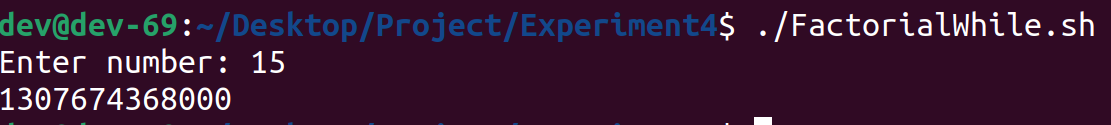 dev@dev-69:~/Desktop/Project/Experiment4$ ./FactorialWhile.sh
Enter number: 15
1307674368000